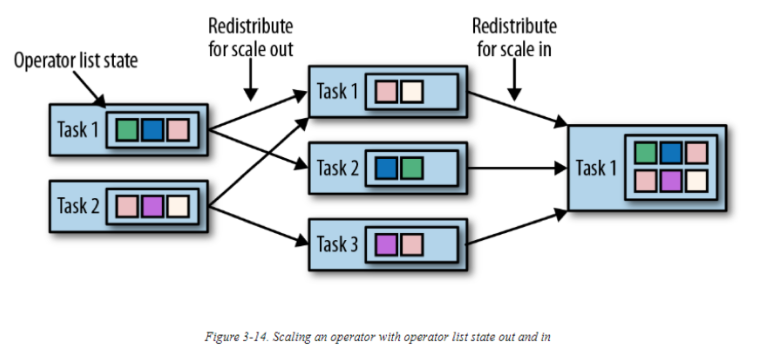 Redistribute
for scale out
Redistribute
for scale in
Operator list state
Task 1
Task 2
Task 1
Task 2
Task 3
Task 1
Figure 3-14. Scaling an operator with operator list state out and in